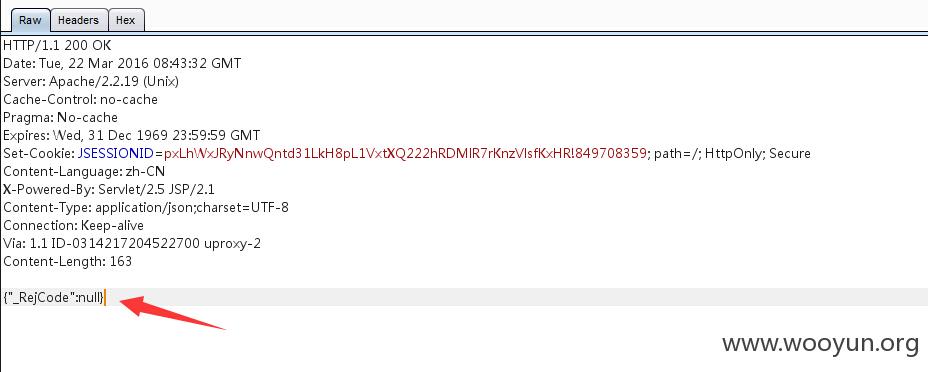 Raw Headers Hex
HTTP/1.1 200 OK
Date: Tue, 22 Mar 2016 08:43:32 GMT
Server: Apache/2.2.19 (Unix)
Cache-Control: no-cache
Pragma: No-cache
Expires: Wed, 31 Dec 1969 23:59:59 GMT
Set-Cookie: JSESSIONID=pxLhWxJRyNnwQntd31LkH8pL1VxtXQ222hRDMlR7rKnzVlsfKxHR!849708359; path=/; HttpOnly; Secure
Content-Language: zh-CN
X-Powered-By: Servlet/2.5 JSP/2.1
Content-Type: application/json;charset=UTF-8
Connection: Keep-alive
Via: 1.1 ID-0314217204522700 uproxy-2
Content-Length: 163
{"_RejCode":null}
www.wooyun.org